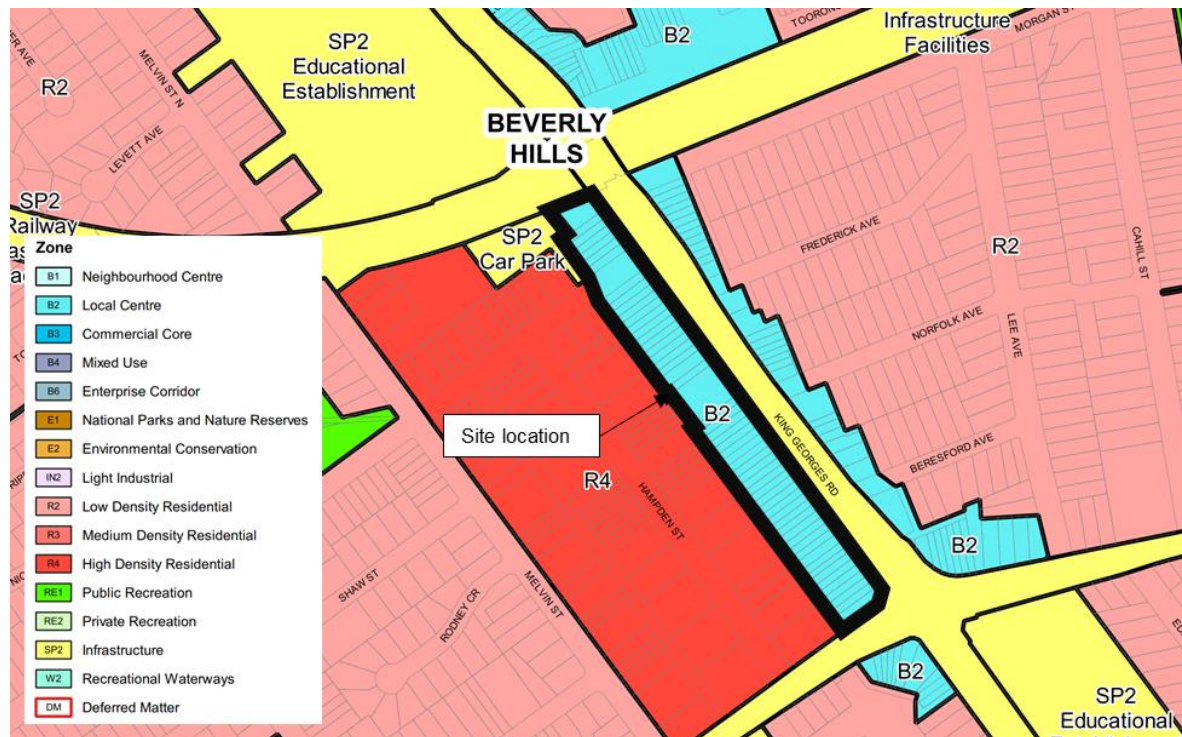 B2
Infrastructure
Facilities
MORGAN ST
SP2
Educational
Establishment
R2
MELVIN ST N
LEVETT AVE
BEVERLY
HILLS
SP2
Railway
SP2
Car Park
FREDERICK AVE
R2
CAHILL ST
NORFOLK AVE
LEE AVE
Zone
B1 Neighbourhood Centre
B2 Local Centre
B3 Commercial Core
B4 Mixed Use
B6 Enterprise Corridor
E1 National Parks and Nature Reserves
E2 Environmental Conservation
IN2 Light Industrial
R2 Low Density Residential
R3 Medium Density Residential
R4 High Density Residential
RE1 Public Recreation
RE2 Private Recreation
SP2 Infrastructure
W2 Recreational Waterways
DM Deferred Matter
Site location
B2
KING GEORGES RD
BERESFORD AVE
R4
HAMPDEN ST
B2
SHAW ST
MELVIN ST
RODNEY CR
B2
SP2
Educational